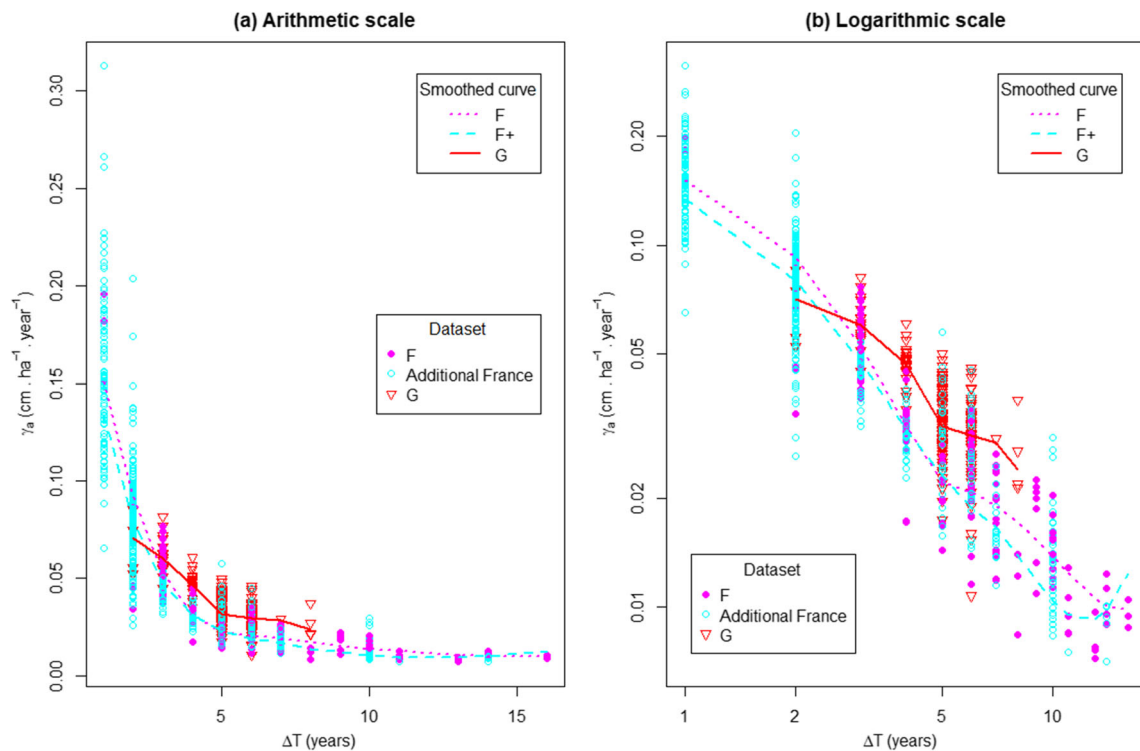 (a) Arithmetic scale
0.00
0.05
0.10
0.15
0.20
0.25
0.30
γa (cm . ha⁻¹ . year⁻¹)
Smoothed curve
F
F+
G
Dataset
F
Additional France
G
5
10
15
ΔT (years)
(b) Logarithmic scale
0.01
0.02
0.05
0.10
0.20
γa (cm . ha⁻¹ . year⁻¹)
Smoothed curve
F
F+
G
Dataset
F
Additional France
G
1
2
5
10
ΔT (years)